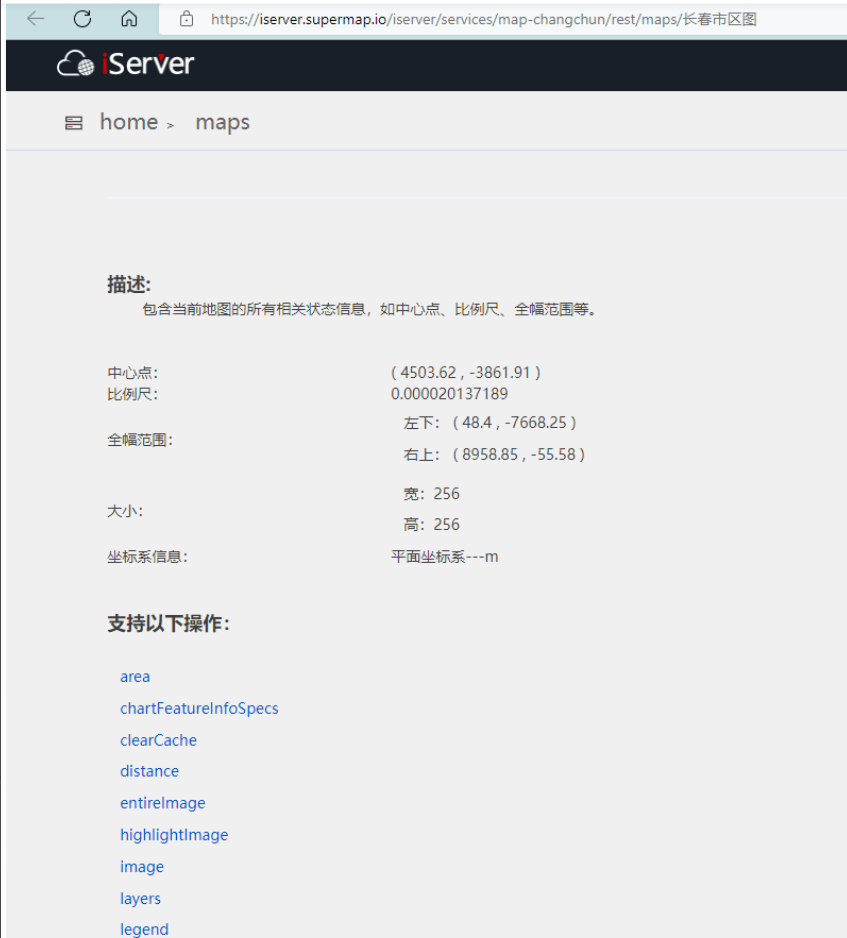 https://iserver.supermap.io/iserver/services/map-changchun/rest/maps/长春市区图
iServer
home > maps
描述:
包含当前地图的所有相关状态信息，如中心点、比例尺、全幅范围等。
中心点: ( 4503.62 , -3861.91 )
比例尺: 0.000020137189
全幅范围:
左下: ( 48.4 , -7668.25 )
右上: ( 8958.85 , -55.58 )
大小:
宽: 256
高: 256
坐标系信息: 平面坐标系---m
支持以下操作:
area
chartFeatureInfoSpecs
clearCache
distance
entireImage
highlightImage
image
layers
legend